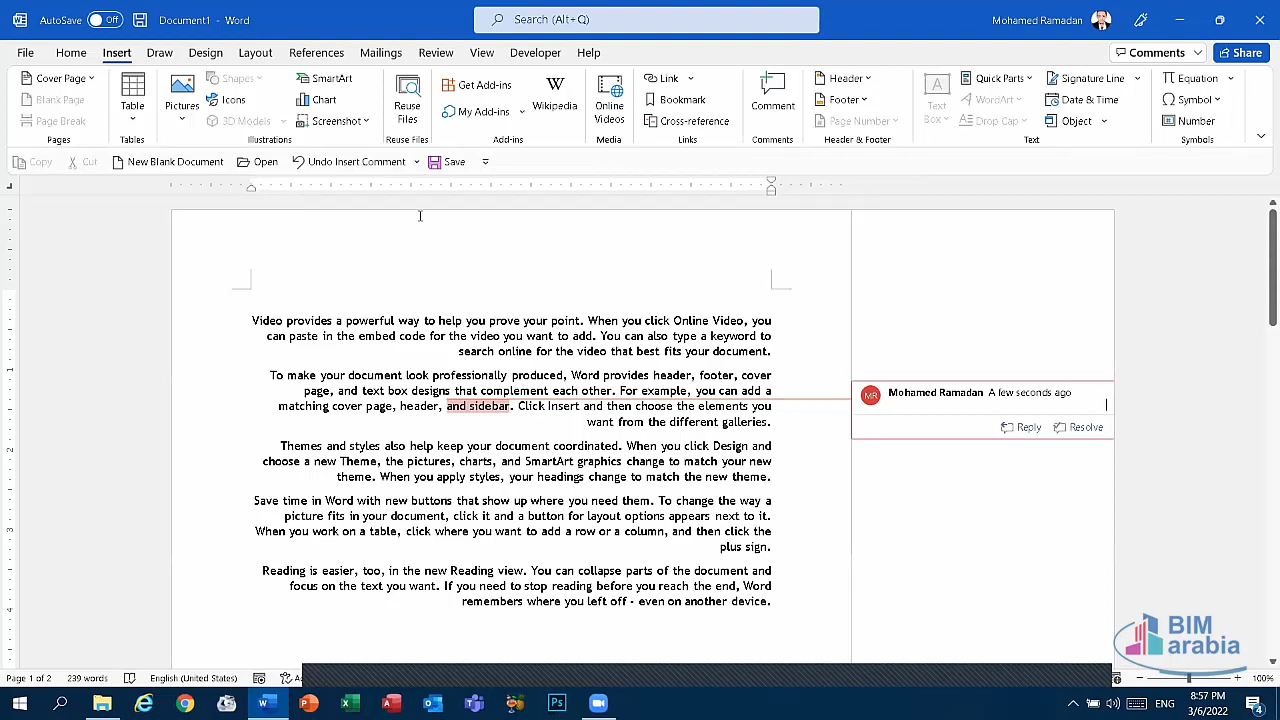 AutoSave Off Document1 - Word Search (Alt+Q) Mohamed Ramadan
File Home Insert Draw Design Layout References Mailings Review View Developer Help Comments Share
Cover Page
Blank Page
Page Break
Pages
Table
Tables
Pictures
Shapes
Icons
3D Models
SmartArt
Chart
Screenshot
Illustrations
Reuse
Files
Reuse Files
Get Add-ins
My Add-ins
Wikipedia
Add-ins
Online
Videos
Media
Link
Bookmark
Cross-reference
Links
Comment
Comments
Header
Footer
Page Number
Header & Footer
Text
Box
Quick Parts
WordArt
Drop Cap
Signature Line
Date & Time
Object
Text
Equation
Symbol
Number
Symbols
Copy Cut New Blank Document Open Undo Insert Comment Save
Video provides a powerful way to help you prove your point. When you click Online Video, you
can paste in the embed code for the video you want to add. You can also type a keyword to
search online for the video that best fits your document.
To make your document look professionally produced, Word provides header, footer, cover
page, and text box designs that complement each other. For example, you can add a
matching cover page, header, and sidebar. Click Insert and then choose the elements you
want from the different galleries.
Themes and styles also help keep your document coordinated. When you click Design and
choose a new Theme, the pictures, charts, and SmartArt graphics change to match your new
theme. When you apply styles, your headings change to match the new theme.
Save time in Word with new buttons that show up where you need them. To change the way a
picture fits in your document, click it and a button for layout options appears next to it.
When you work on a table, click where you want to add a row or a column, and then click the
plus sign.
Reading is easier, too, in the new Reading view. You can collapse parts of the document and
focus on the text you want. If you need to stop reading before you reach the end, Word
remembers where you left off - even on another device.
MR Mohamed Ramadan A few seconds ago
Reply Resolve
BIM
arabia
Page 1 of 2 239 words English (United States) 100%
ENG
8:57 PM
3/6/2022